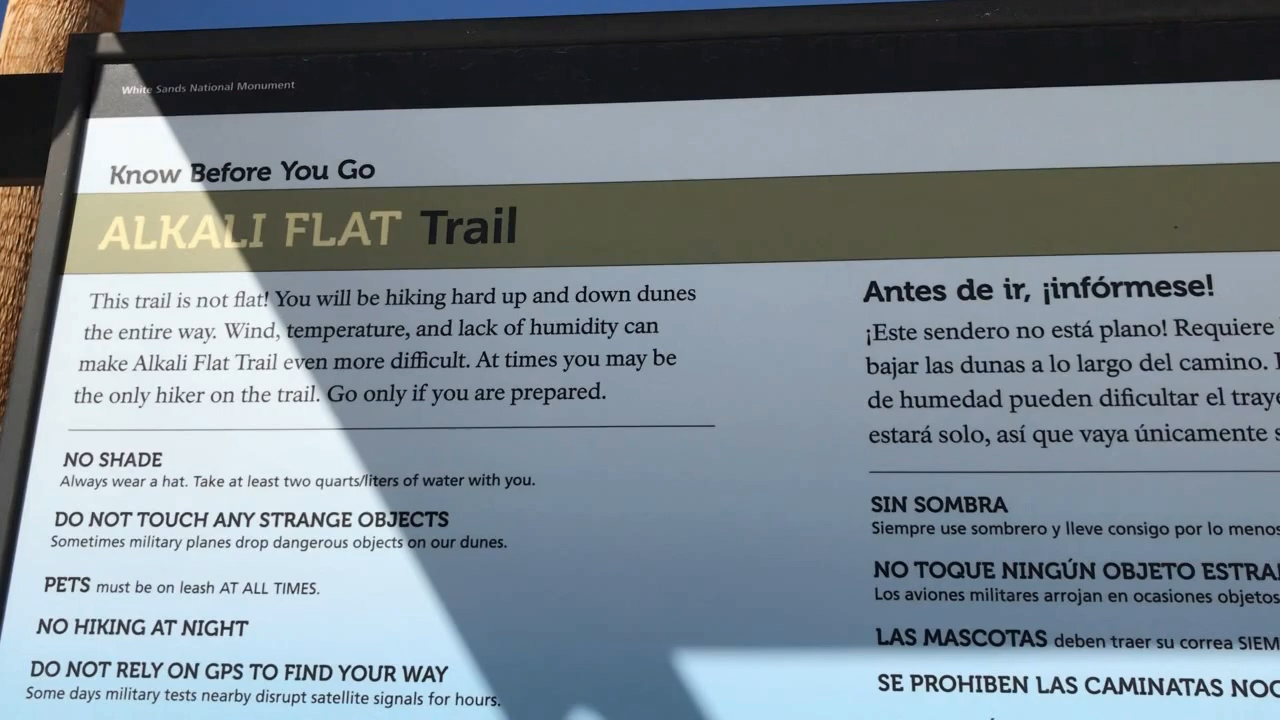 White Sands National Monument
Know Before You Go
ALKALI FLAT Trail
This trail is not flat! You will be hiking hard up and down dunes
the entire way. Wind, temperature, and lack of humidity can
make Alkali Flat Trail even more difficult. At times you may be
the only hiker on the trail. Go only if you are prepared.
NO SHADE
Always wear a hat. Take at least two quarts/liters of water with you.
DO NOT TOUCH ANY STRANGE OBJECTS
Sometimes military planes drop dangerous objects on our dunes.
PETS must be on leash AT ALL TIMES.
NO HIKING AT NIGHT
DO NOT RELY ON GPS TO FIND YOUR WAY
Some days military tests nearby disrupt satellite signals for hours.
Antes de ir, ¡infórmese!
¡Este sendero no está plano! Requiere
bajar las dunas a lo largo del camino.
de humedad pueden dificultar el
estará solo, así que vaya únicamente
SIN SOMBRA
Siempre use sombrero y lleve consigo por lo menos
NO TOQUE NINGÚN OBJETO
Los aviones militares arrojan en ocasiones objetos
LAS MASCOTAS deben traer su correa
SE PROHIBEN LAS CAMINATAS